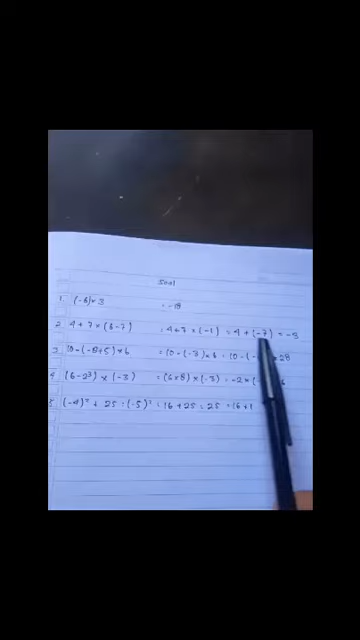 Soal
1. (-6) × 3 = -18
2. 4 + 7 × (6-7) = 4+7 × (-1) = 4 + (-7) = -3
3. 10 - (-8+5) × 6 = 10 - (-3) × 6 = 10 - (- 28
4. (6-2³) × (-3) = (6×8) × (-3) = -2 × (- 6
5. (-4)² + 25 : (-5)² = 16 + 25 : 25 = 16 + 1